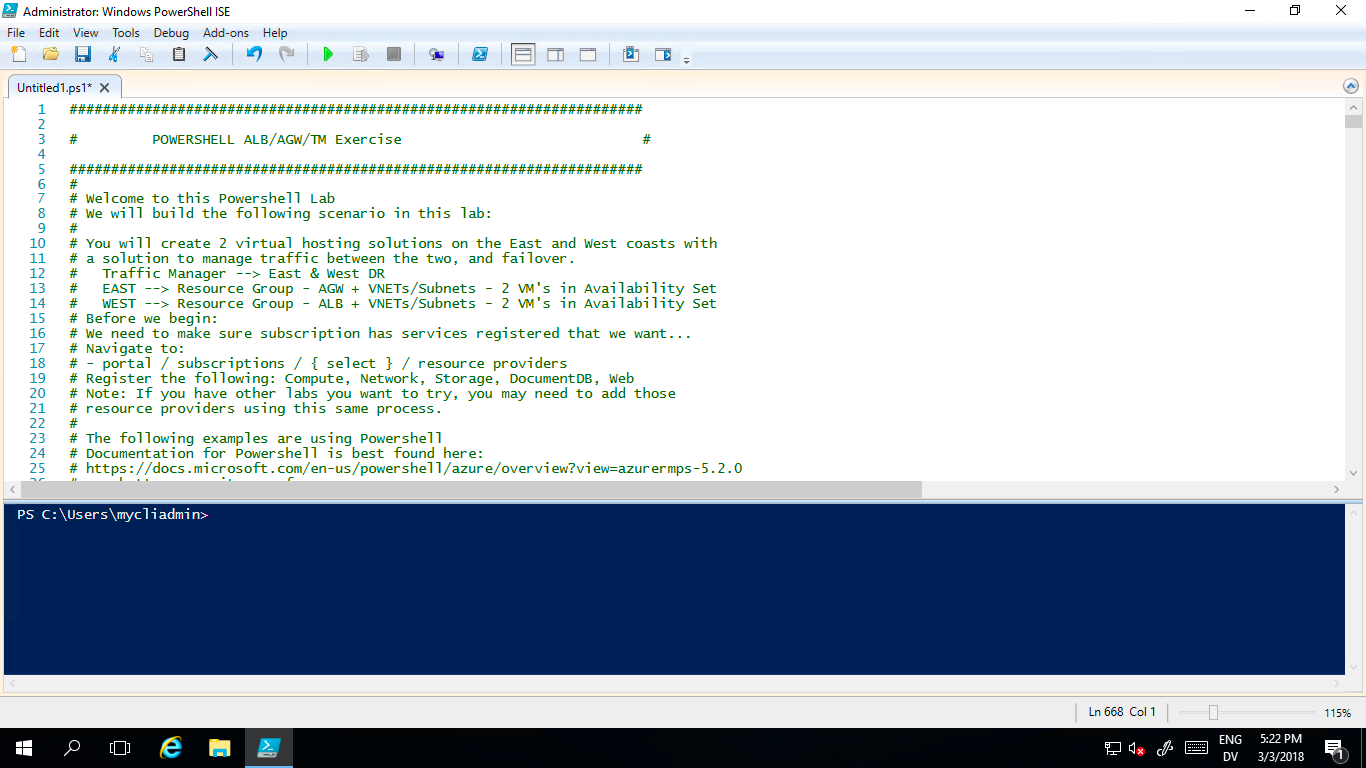 Administrator: Windows PowerShell ISE
File Edit View Tools Debug Add-ons Help
Untitled1.ps1*
1 #####################################################################
2
3 # POWERSHELL ALB/AGW/TM Exercise #
4
5 #####################################################################
6 #
7 # Welcome to this Powershell Lab
8 # We will build the following scenario in this lab:
9 #
10 # You will create 2 virtual hosting solutions on the East and West coasts with
11 # a solution to manage traffic between the two, and failover.
12 # Traffic Manager --> East & West DR
13 # EAST --> Resource Group - AGW + VNETs/Subnets - 2 VM's in Availability Set
14 # WEST --> Resource Group - ALB + VNETs/Subnets - 2 VM's in Availability Set
15 # Before we begin:
16 # We need to make sure subscription has services registered that we want...
17 # Navigate to:
18 # - portal / subscriptions / { select } / resource providers
19 # Register the following: Compute, Network, Storage, DocumentDB, Web
20 # Note: If you have other labs you want to try, you may need to add those
21 # resource providers using this same process.
22 #
23 # The following examples are using Powershell
24 # Documentation for Powershell is best found here:
25 # https://docs.microsoft.com/en-us/powershell/azure/overview?view=azurermps-5.2.0
PS C:\Users\mycliadmin>
Ln 668 Col 1
115%
ENG
DV
5:22 PM
3/3/2018
1